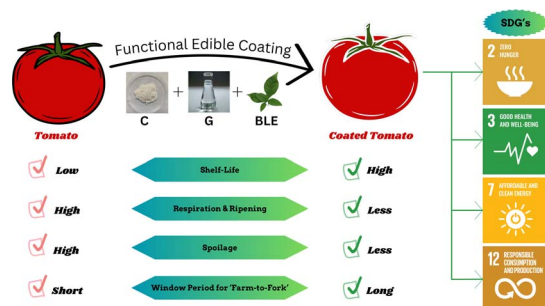 SDG's
Functional Edible Coating
2 ZERO
HUNGER
C + G + BLE
Tomato
Coated Tomato
3 GOOD HEALTH
AND WELL-BEING
Low
Shelf-Life
High
High
Respiration & Ripening
Less
7 AFFORDABLE AND
CLEAN ENERGY
High
Spoilage
Less
12 RESPONSIBLE
CONSUMPTION
AND PRODUCTION
Short
Window Period for 'Farm-to-Fork'
Long